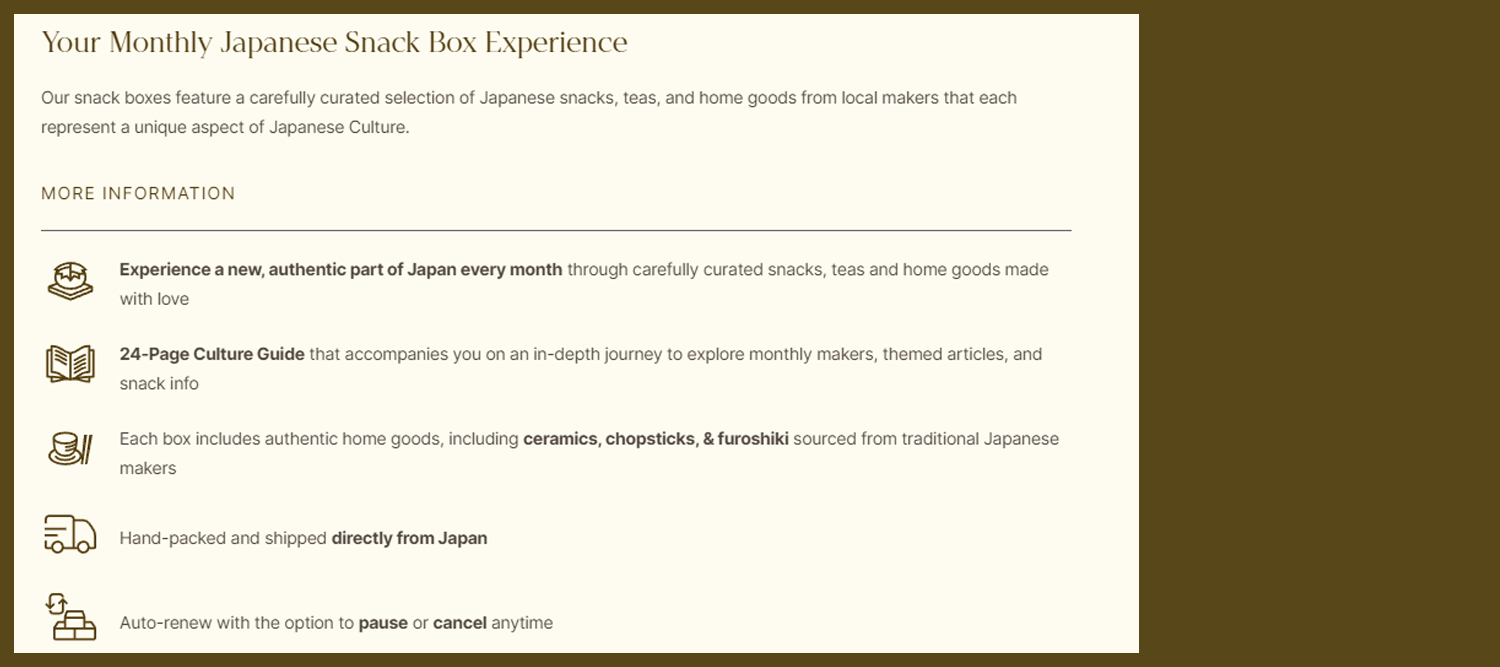 Your Monthly Japanese Snack Box Experience
Our snack boxes feature a carefully curated selection of Japanese snacks, teas, and home goods from local makers that each
represent a unique aspect of Japanese Culture.
MORE INFORMATION
Experience a new, authentic part of Japan every month through carefully curated snacks, teas and home goods made
with love
24-Page Culture Guide that accompanies you on an in-depth journey to explore monthly makers, themed articles, and
snack info
Each box includes authentic home goods, including ceramics, chopsticks, & furoshiki sourced from traditional Japanese
makers
Hand-packed and shipped directly from Japan
Auto-renew with the option to pause or cancel anytime